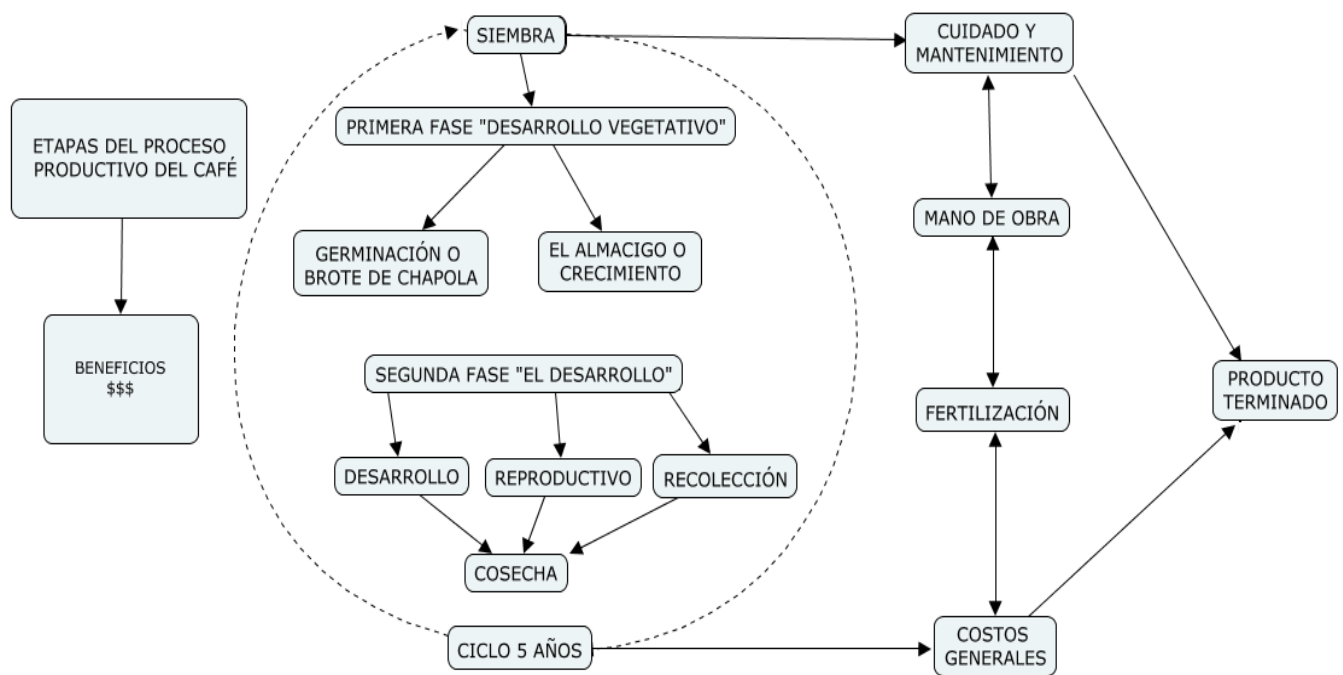 ETAPAS DEL PROCESO
PRODUCTIVO DEL CAFÉ
BENEFICIOS
$$$
SIEMBRA
PRIMERA FASE "DESARROLLO VEGETATIVO"
GERMINACIÓN O
BROTE DE CHAPOLA
EL ALMACIGO O
CRECIMIENTO
SEGUNDA FASE "EL DESARROLLO"
DESARROLLO
REPRODUCTIVO
RECOLECCIÓN
COSECHA
CICLO 5 AÑOS
CUIDADO Y
MANTENIMIENTO
MANO DE OBRA
FERTILIZACIÓN
COSTOS
GENERALES
PRODUCTO
TERMINADO